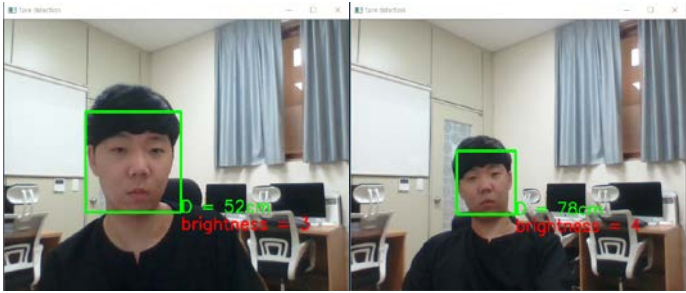 face detection
D = 52cm
brightness = 3
face detection
D = 78cm
brightness = 4